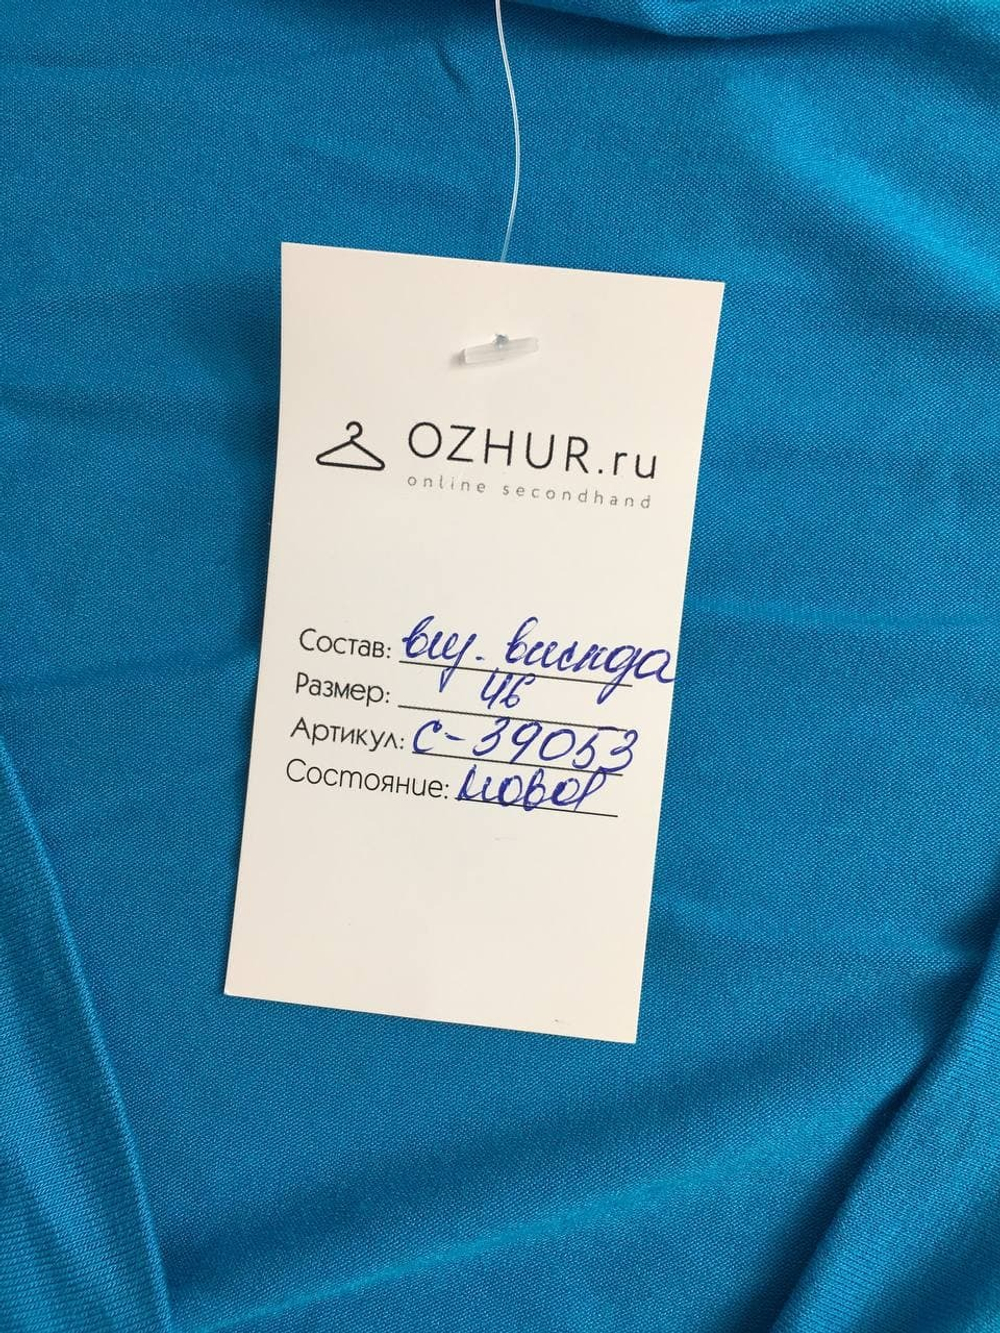 OZHUR.ru
online secondhand
Состав:
Размер: 46
Артикул: С-39053
Состояние: новое